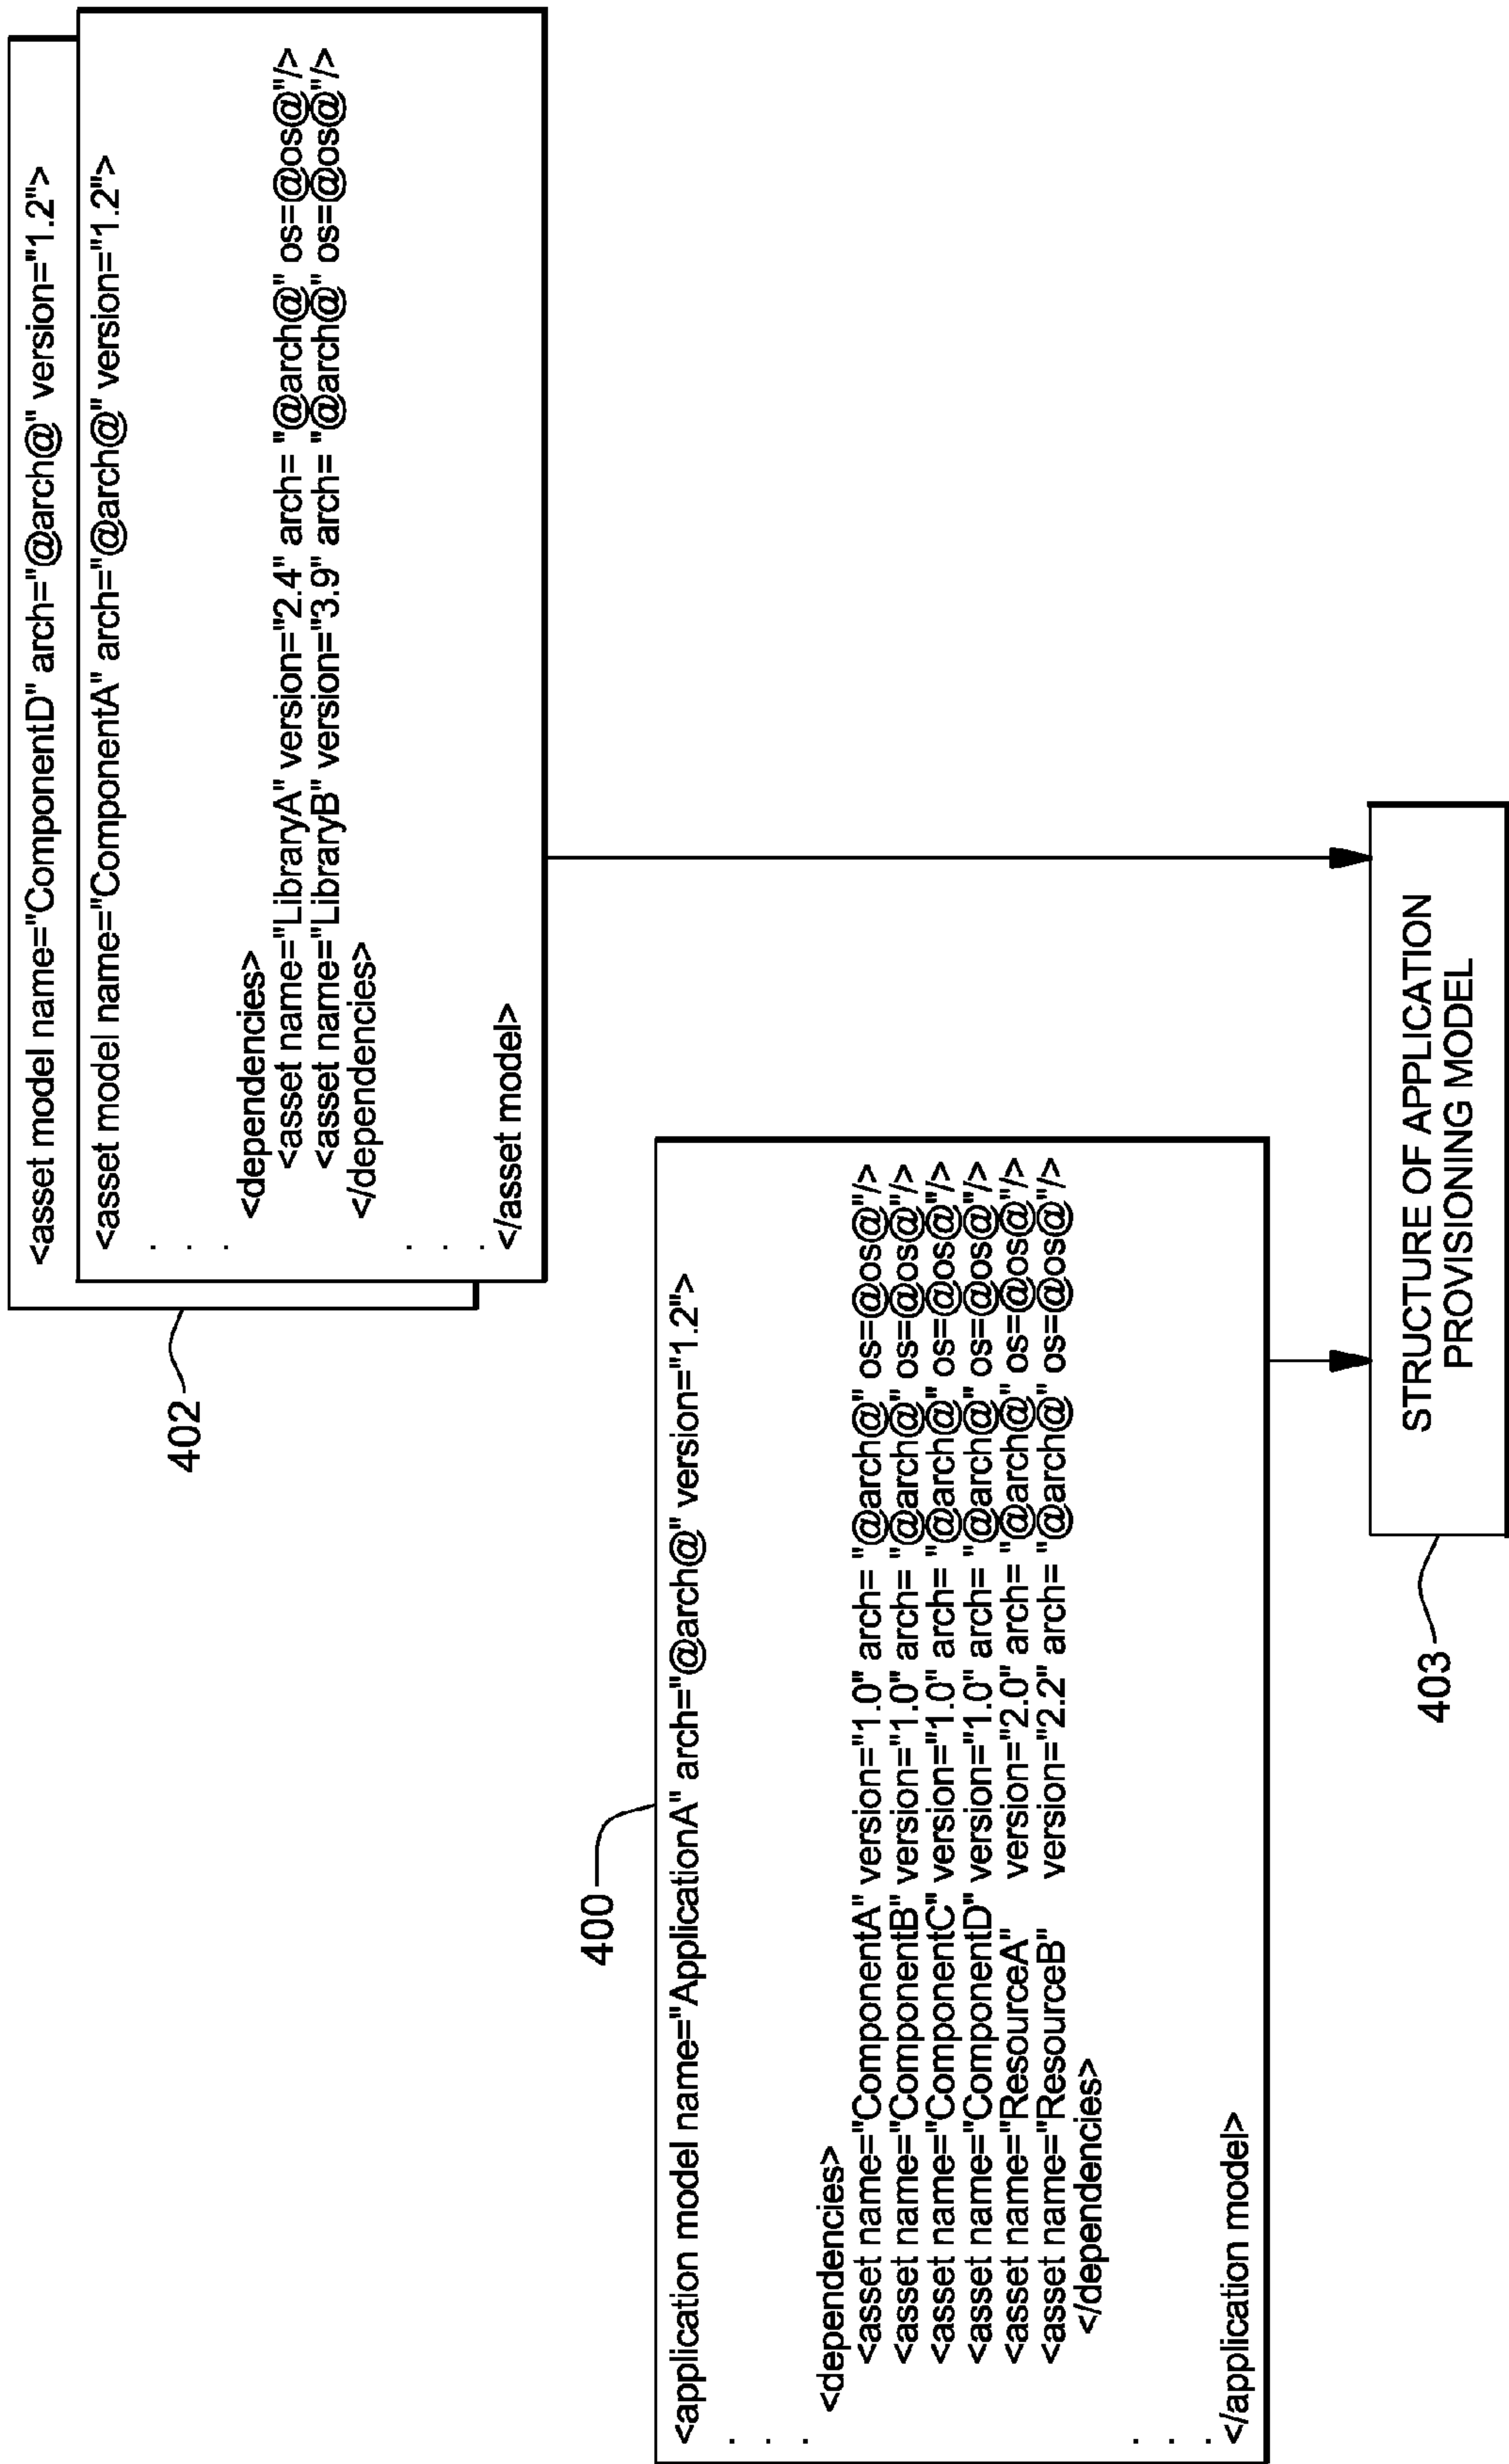 <application model name="ApplicationA" arch="@arch@" version="1.2">
. . .
<dependencies>
<asset name="ComponentA" version="1.0" arch="@arch@" os=@os@"/>
<asset name="ComponentB" version="1.0" arch="@arch@" os=@os@"/>
<asset name="ComponentC" version="1.0" arch="@arch@" os=@os@"/>
<asset name="ComponentD" version="1.0" arch="@arch@" os=@os@"/>
<asset name="ResourceA" version="2.0" arch="@arch@" os=@os@"/>
<asset name="ResourceB" version="2.2" arch="@arch@" os=@os@"/>
</dependencies>
. . .
</application model>
400
<asset model name="ComponentD" arch="@arch@" version="1.2">
<asset model name="ComponentA" arch="@arch@" version="1.2">
. . .
<dependencies>
<asset name="LibraryA" version="2.4" arch="@arch@" os=@os@"/>
<asset name="LibraryB" version="3.9" arch="@arch@" os=@os@"/>
</dependencies>
. . .
</asset model>
402
STRUCTURE OF APPLICATION
PROVISIONING MODEL
403